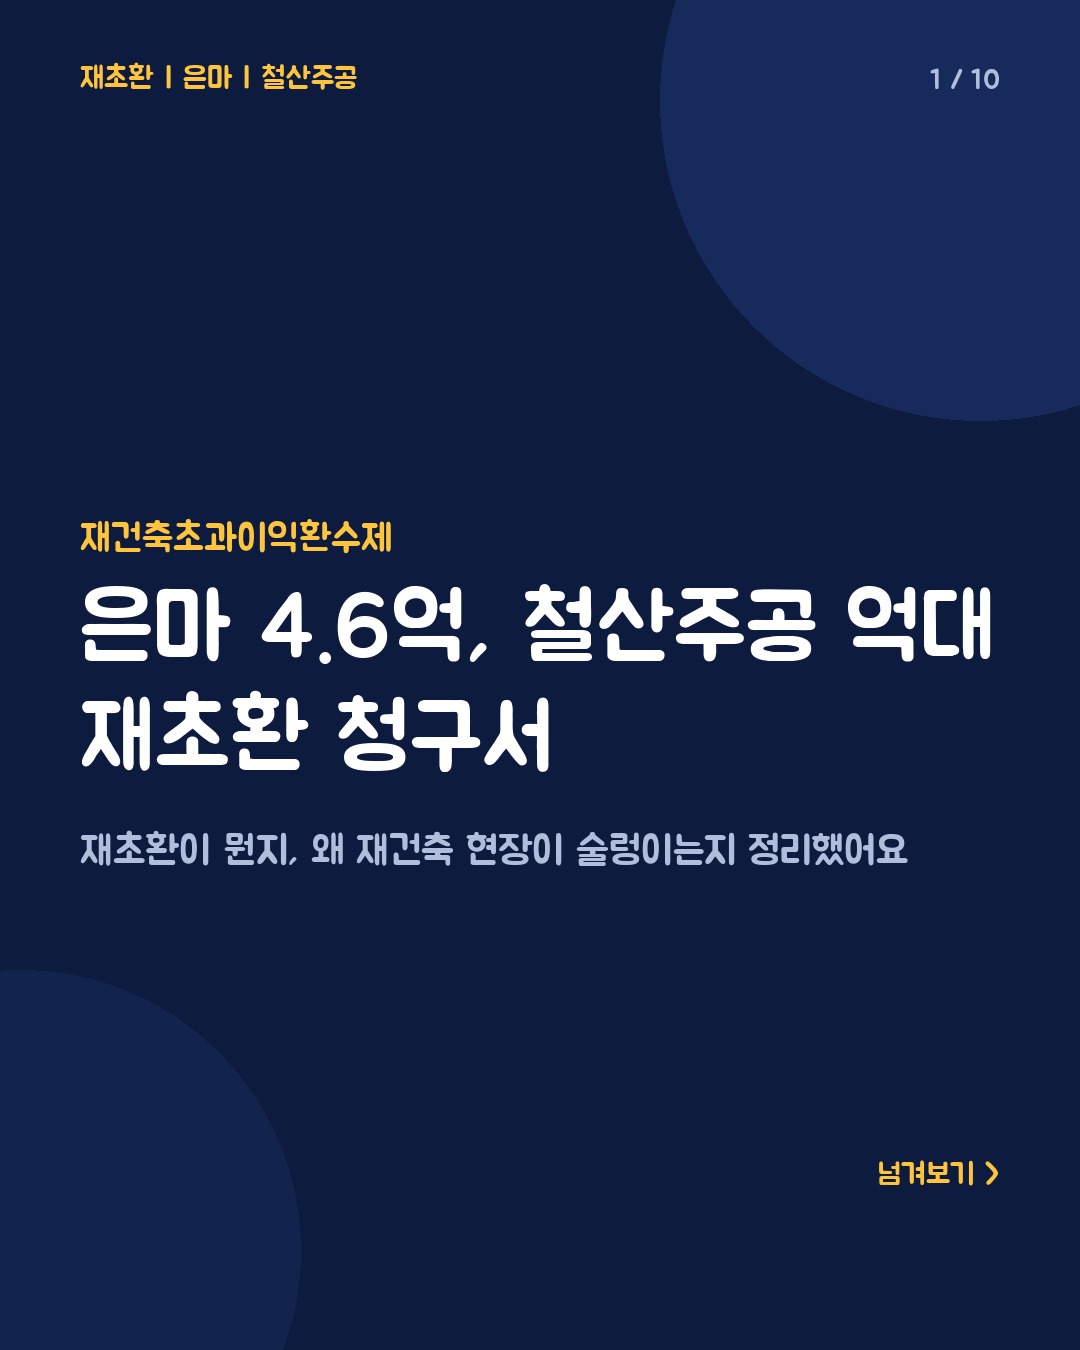 재초환 | 은마 | 철산주공
1 / 10
재건축초과이익환수제
은마 4.6억, 철산주공 억대
재초환 청구서
재초환이 뭔지, 왜 재건축 현장이 술렁이는지 정리했어요
넘겨보기 >